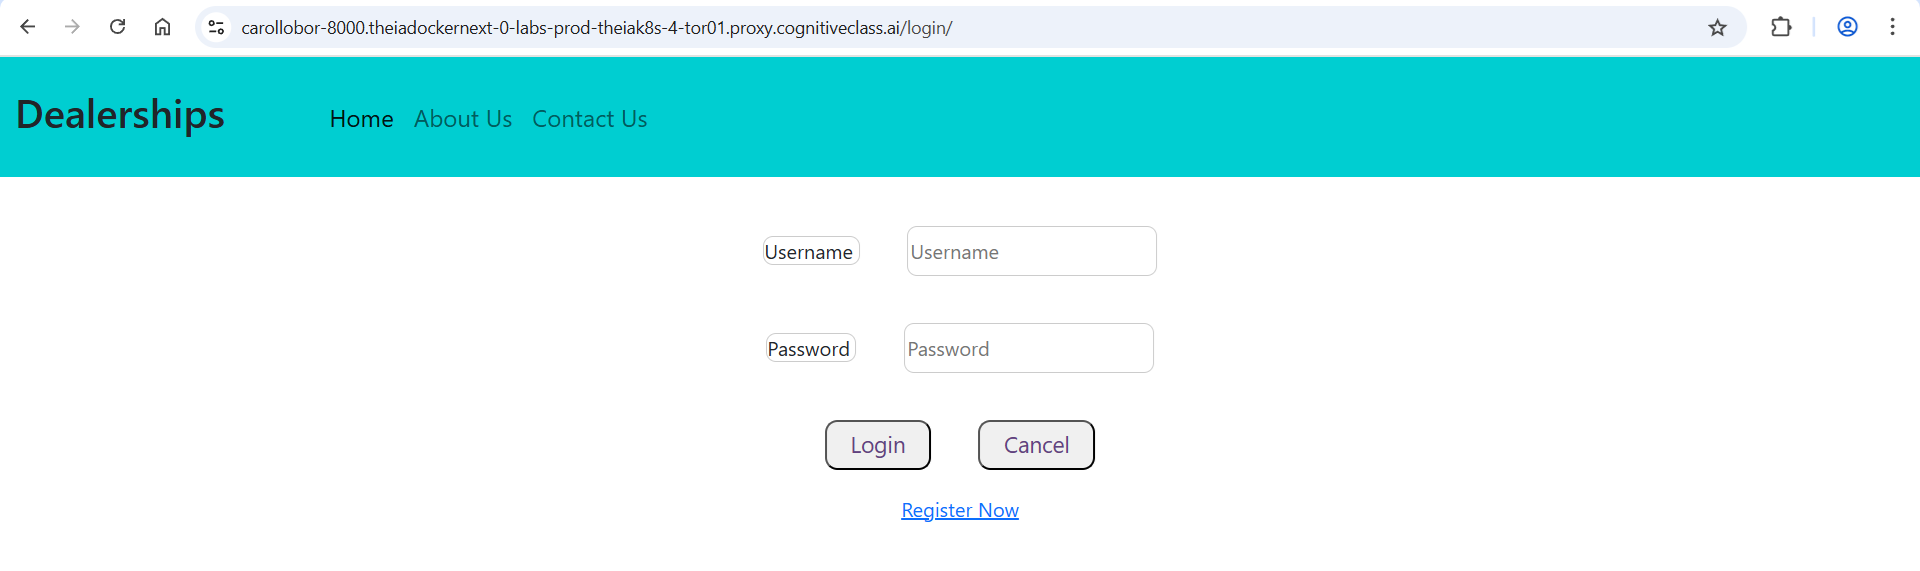 carollobor-8000.theiadockernext-0-labs-prod-theiak8s-4-tor01.proxy.cognitiveclass.ai/login/
Dealerships Home About Us Contact Us
Username Username
Password Password
Login Cancel
Register Now